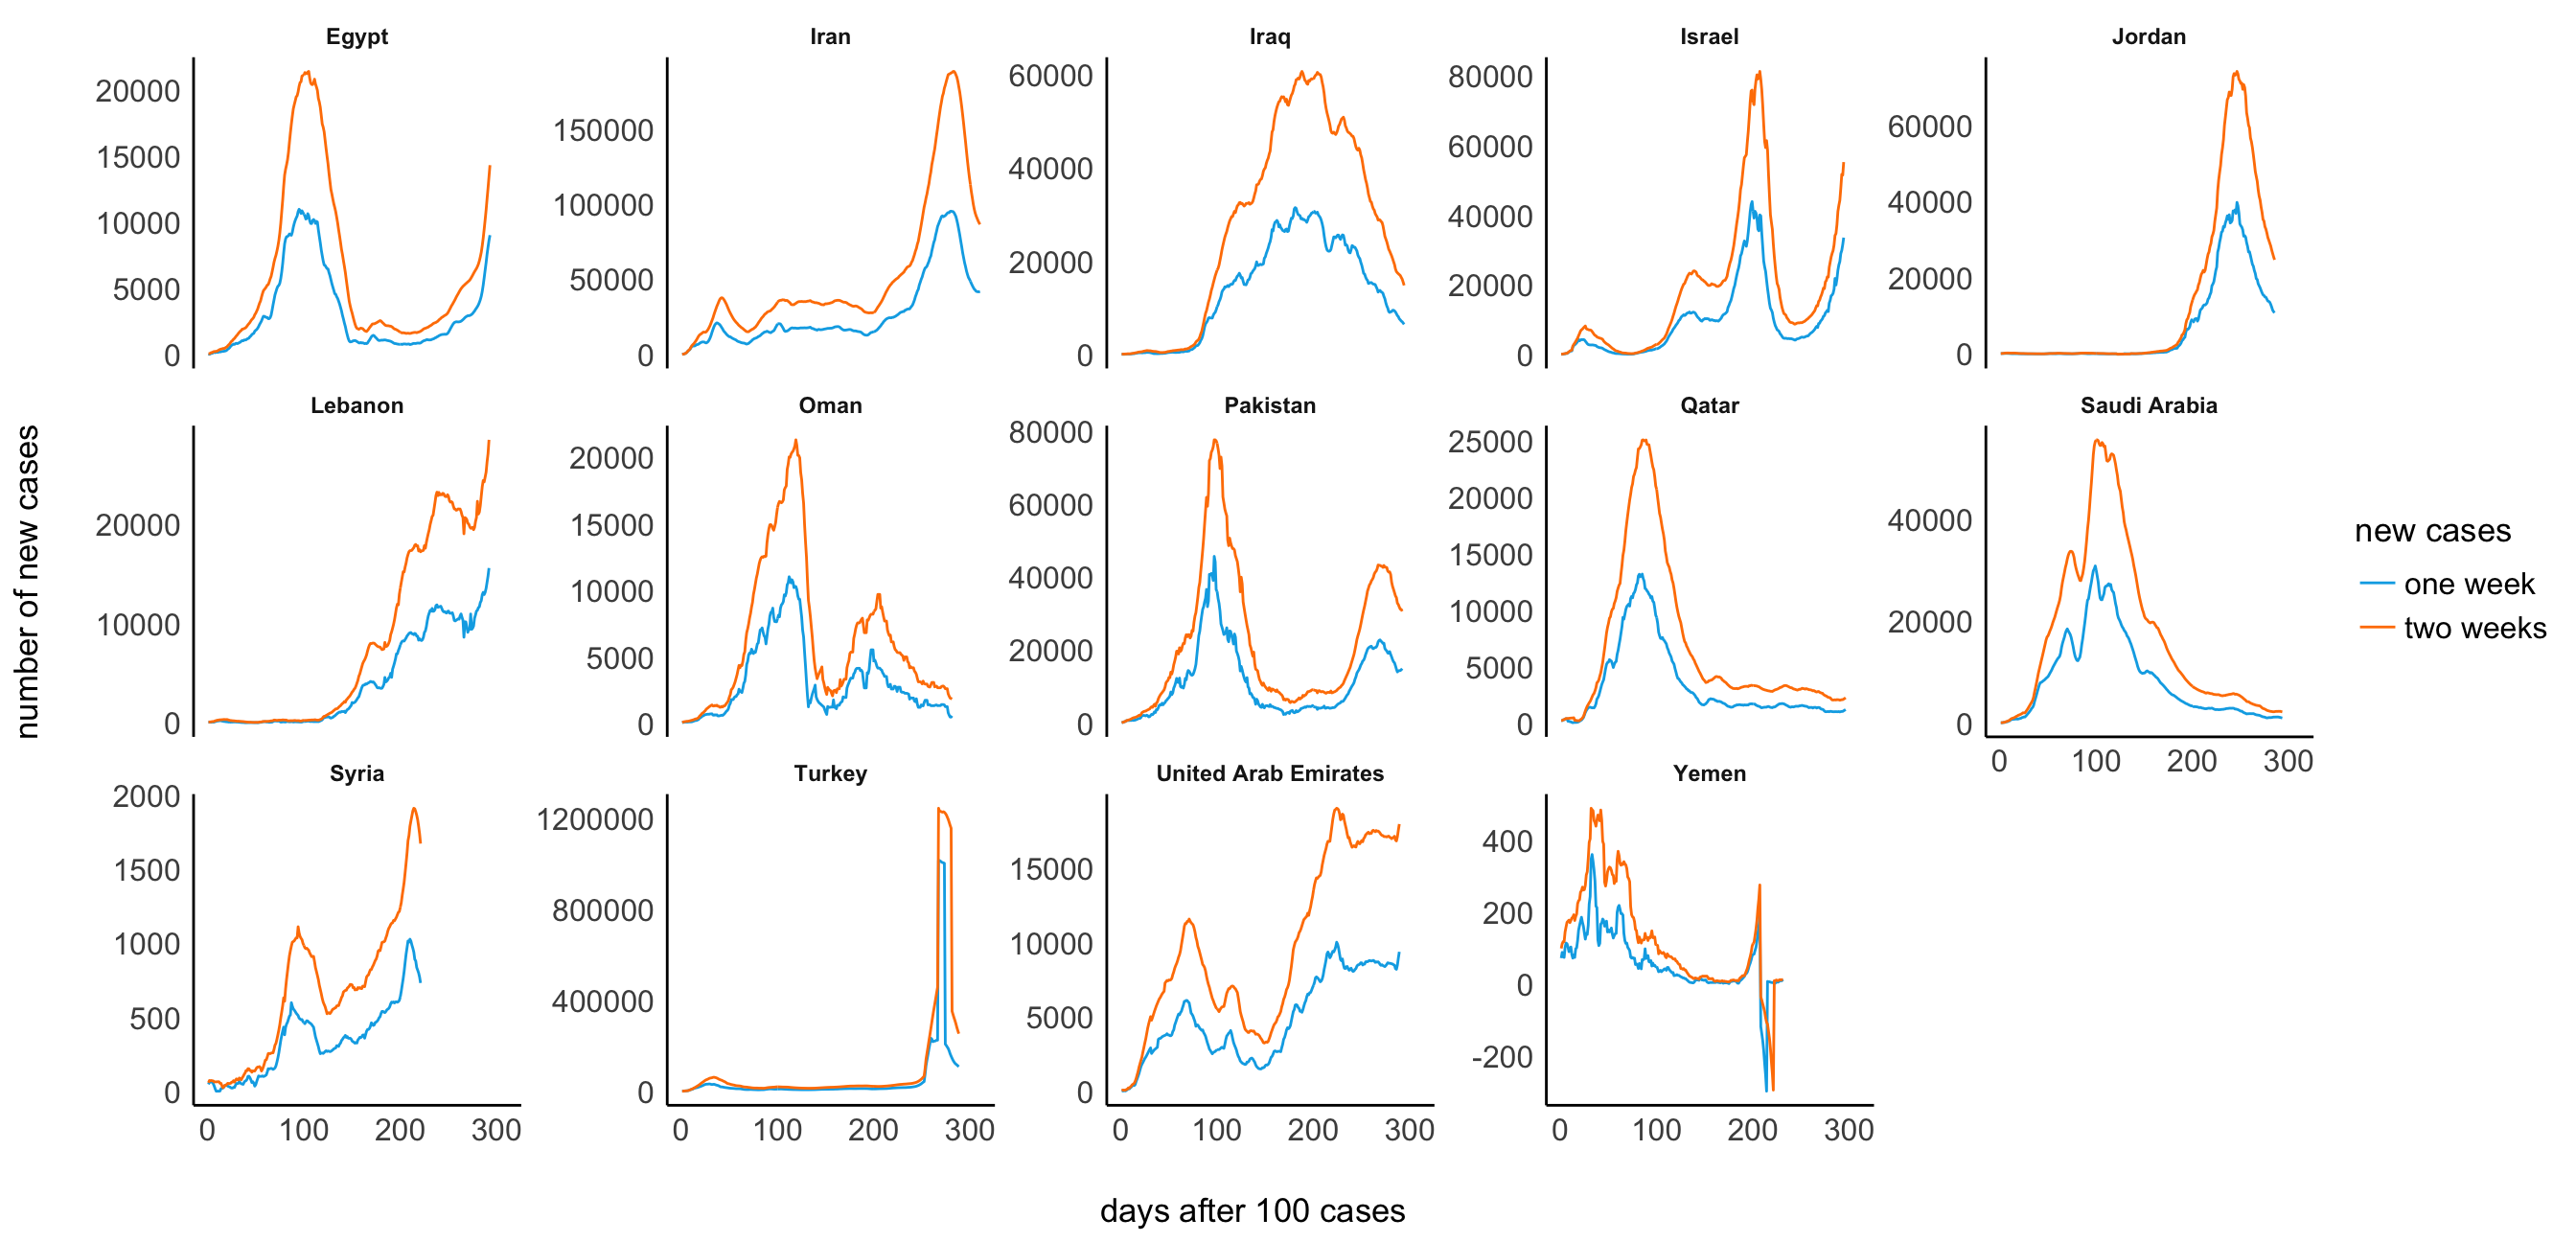 Egypt
Iran
Iraq
Israel
Jordan
20000
15000
10000
5000
0
150000
100000
50000
0
60000
40000
20000
0
80000
60000
40000
20000
0
60000
40000
20000
0
Lebanon
Oman
Pakistan
Qatar
Saudi Arabia
20000
10000
0
20000
15000
10000
5000
0
80000
60000
40000
20000
0
25000
20000
15000
10000
5000
0
40000
20000
0
0 100 200 300
Syria
Turkey
United Arab Emirates
Yemen
2000
1500
1000
500
0
1200000
800000
400000
0
15000
10000
5000
0
400
200
0
-200
0 100 200 300
0 100 200 300
0 100 200 300
0 100 200 300
number of new cases
days after 100 cases
new cases
one week
two weeks